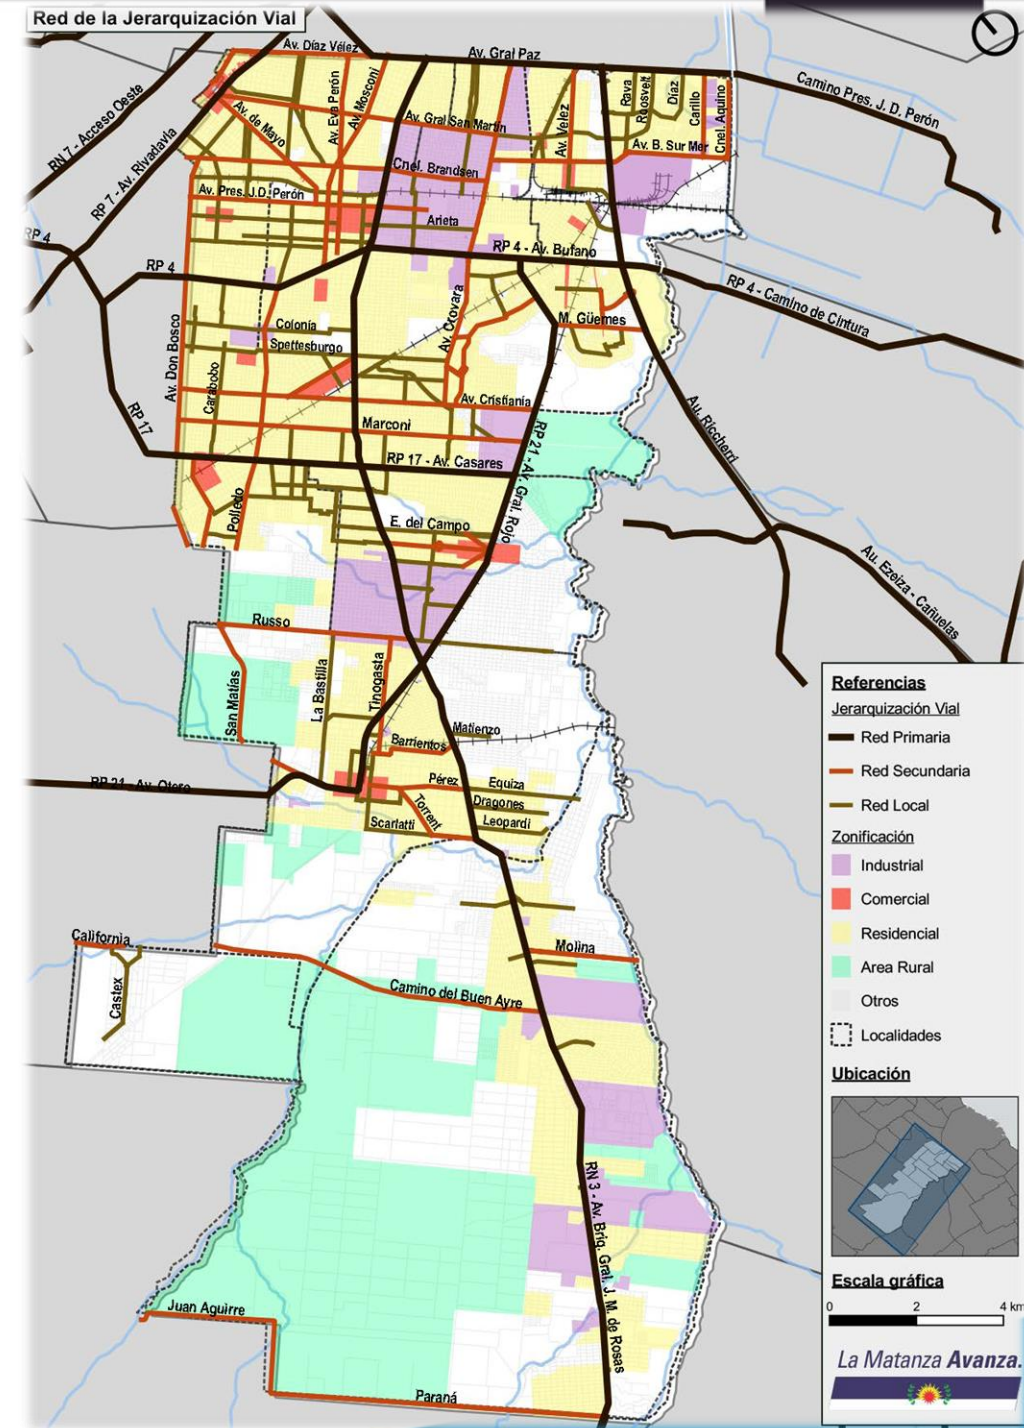 Red de la Jerarquización Vial
Av. Díaz Vélez
Av. Gral Paz
Camino Pres. J. D. Perón
RN 7 - Acceso Oeste
RP 7 - Av. Rivadavia
Av. de Mayo
Av. Eva Perón
Av. Mosconi
Av. Gral San Martín
Av. Velez
Rava
Roosvelt
Díaz
Carrillo
Cnel. Aquino
Av. B. Sur Mer
Cnel. Brandsen
Av. Pres. J.D. Perón
Arieta
RP 4
RP 4 - Av. Bufano
RP 4
RP 4 - Camino de Cintura
Av. Crovara
M. Güemes
Colonía
Spettesburgo
Av. Don Bosco
Carabobo
Av. Cristianía
RP 17
Marconi
RP 17 - Av. Casares
RP 21 - Av. Gral. Rojo
Au. Riccherri
Polledo
E. del Campo
Au. Ezeiza - Cañuelas
Russo
San Matías
La Bastilla
Tinogasta
Matienzo
Barrientos
RP 21 - Av. Otero
Pérez
Equiza
Dragones
Torrent
Leopardi
Scarlatti
California
Castex
Molina
Camino del Buen Ayre
RN 3 - Av. Brig. Gral. J. M. de Rosas
Juan Aguirre
Paraná
Referencias
Jerarquización Vial
Red Primaria
Red Secundaria
Red Local
Zonificación
Industrial
Comercial
Residencial
Area Rural
Otros
Localidades
Ubicación
Escala gráfica
0 2 4 km
La Matanza Avanza.